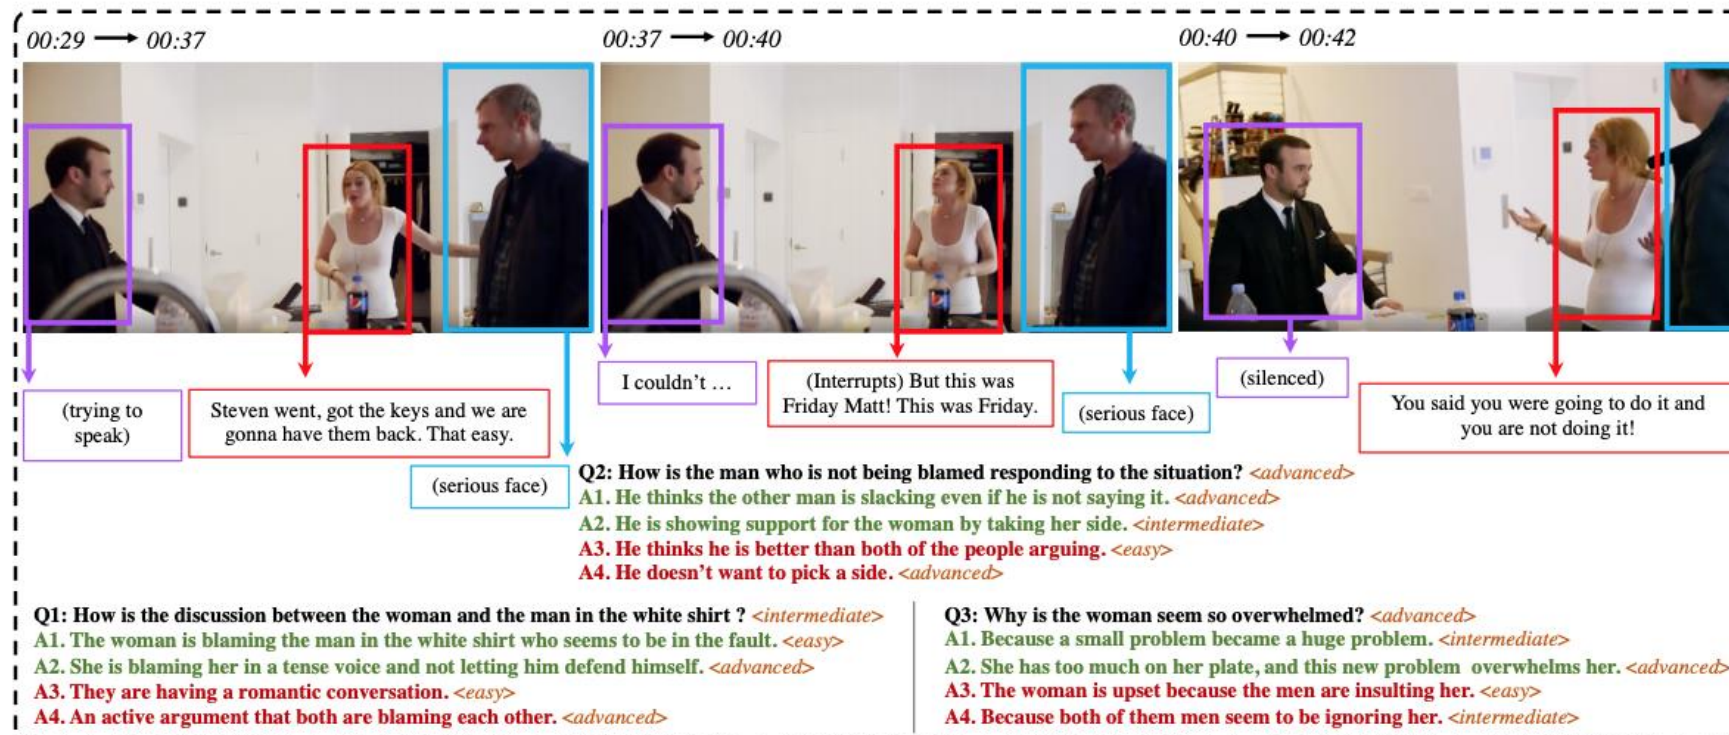 00:29 → 00:37
00:37 → 00:40
00:40 → 00:42
(trying to
speak)
Steven went, got the keys and we are
gonna have them back. That easy.
(serious face)
I couldn’t …
(Interrupts) But this was
Friday Matt! This was Friday.
(serious face)
(silenced)
You said you were going to do it and
you are not doing it!
Q2: How is the man who is not being blamed responding to the situation? <advanced>
A1. He thinks the other man is slacking even if he is not saying it. <advanced>
A2. He is showing support for the woman by taking her side. <intermediate>
A3. He thinks he is better than both of the people arguing. <easy>
A4. He doesn’t want to pick a side. <advanced>
Q1: How is the discussion between the woman and the man in the white shirt ? <intermediate>
A1. The woman is blaming the man in the white shirt who seems to be in the fault. <easy>
A2. She is blaming her in a tense voice and not letting him defend himself. <advanced>
A3. They are having a romantic conversation. <easy>
A4. An active argument that both are blaming each other. <advanced>
Q3: Why is the woman seem so overwhelmed? <advanced>
A1. Because a small problem became a huge problem. <intermediate>
A2. She has too much on her plate, and this new problem overwhelms her. <advanced>
A3. The woman is upset because the men are insulting her. <easy>
A4. Because both of them men seem to be ignoring her. <intermediate>